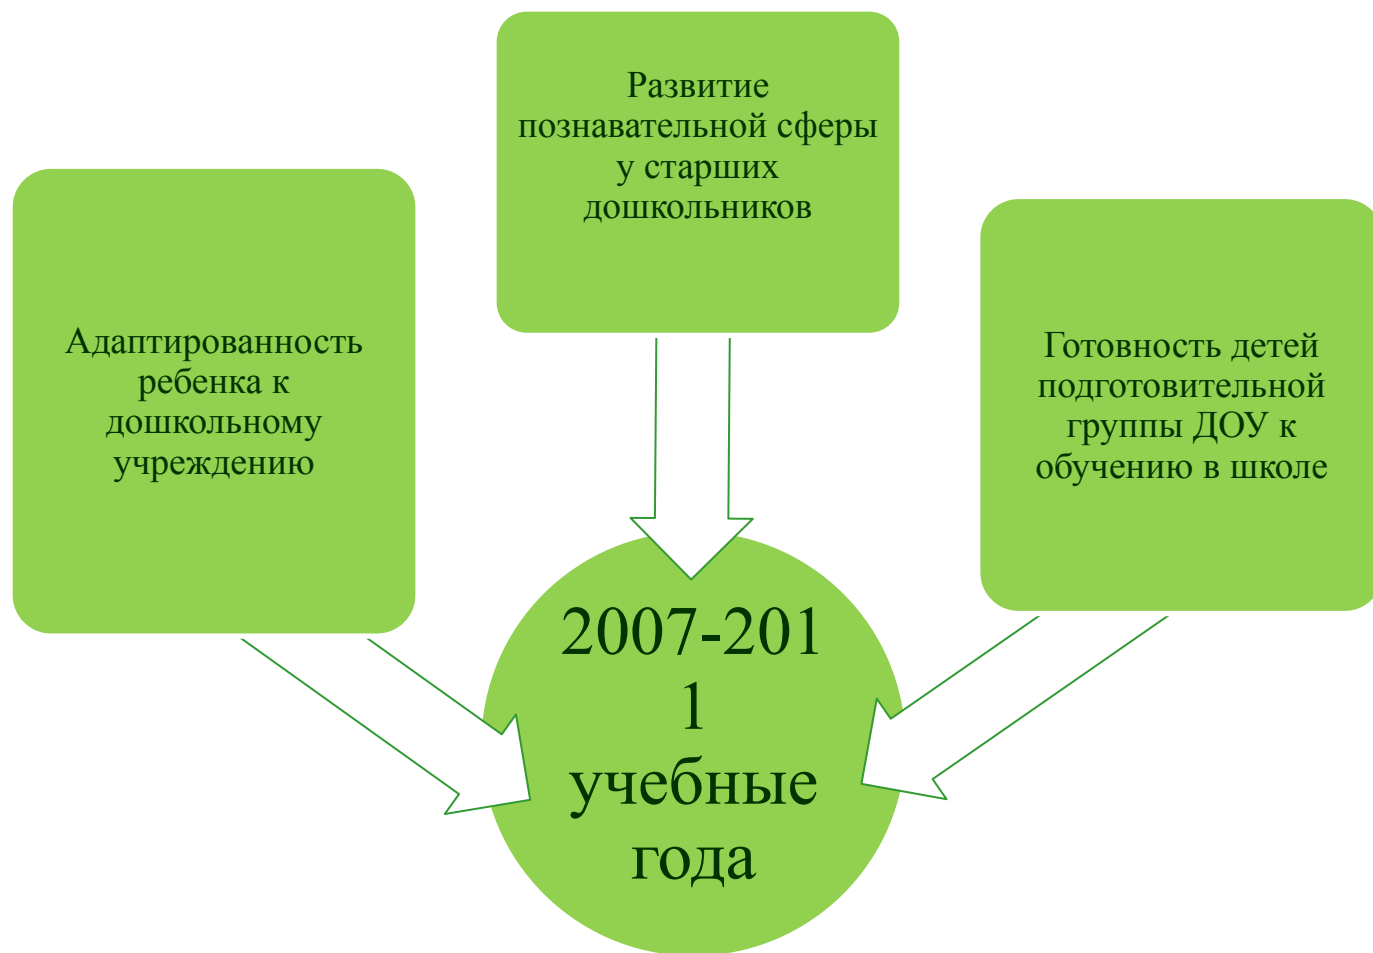 Развитие
познавательной сферы
у старших
дошкольников
Адаптированность
ребенка к
дошкольному
учреждению
Готовность детей
подготовительной
группы ДОУ к
обучению в школе
2007-201
1
учебные
года